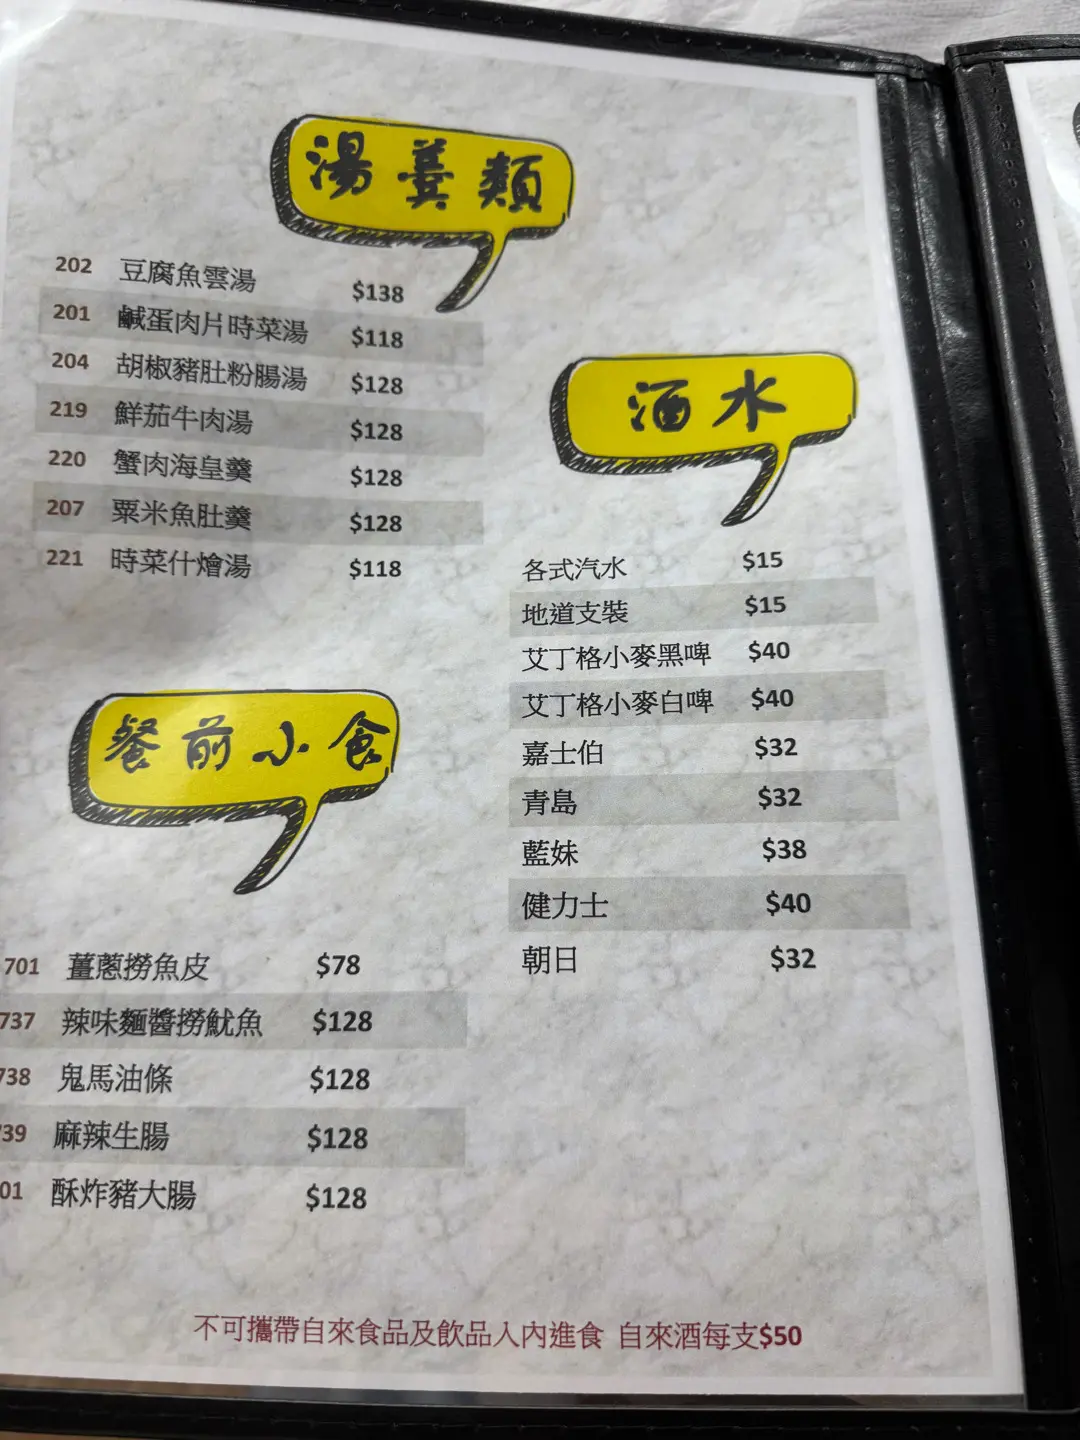 湯羹類
202 豆腐魚雲湯 $138
201 鹹蛋肉片時菜湯 $118
204 胡椒豬肚粉腸湯 $128
219 鮮茄牛肉湯 $128
220 蟹肉海皇羹 $128
207 粟米魚肚羹 $128
221 時菜什燴湯 $118
酒水
各式汽水 $15
地道支裝 $15
艾丁格小麥黑啤 $40
艾丁格小麥白啤 $40
嘉士伯 $32
青島 $32
藍妹 $38
健力士 $40
朝日 $32
餐前小食
701 薑蔥撈魚皮 $78
737 辣味麵醬撈魷魚 $128
738 鬼馬油條 $128
39 麻辣生腸 $128
01 酥炸豬大腸 $128
不可攜帶自來食品及飲品入內進食 自來酒每支$50